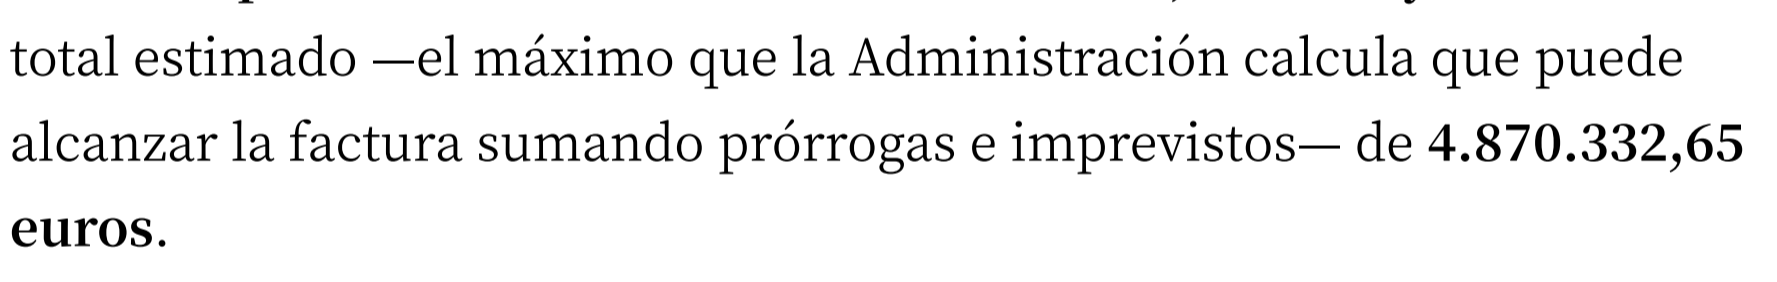 total estimado —el máximo que la Administración calcula que puede
alcanzar la factura sumando prórrogas e imprevistos— de 4.870.332,65
euros.